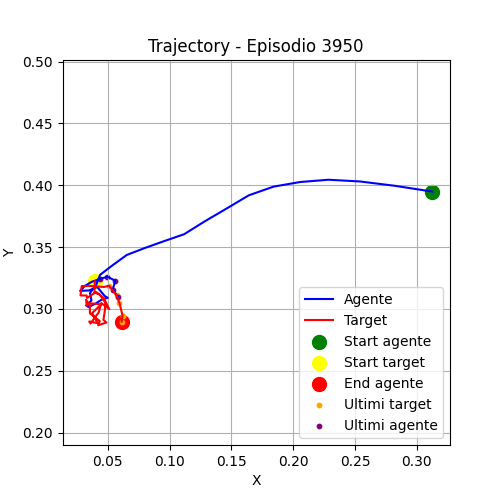 Trajectory - Episodio 3950
0.50
0.45
0.40
0.35
0.30
0.25
0.20
Y
0.05 0.10 0.15 0.20 0.25 0.30
X
Agente
Target
Start agente
Start target
End agente
Ultimi target
Ultimi agente